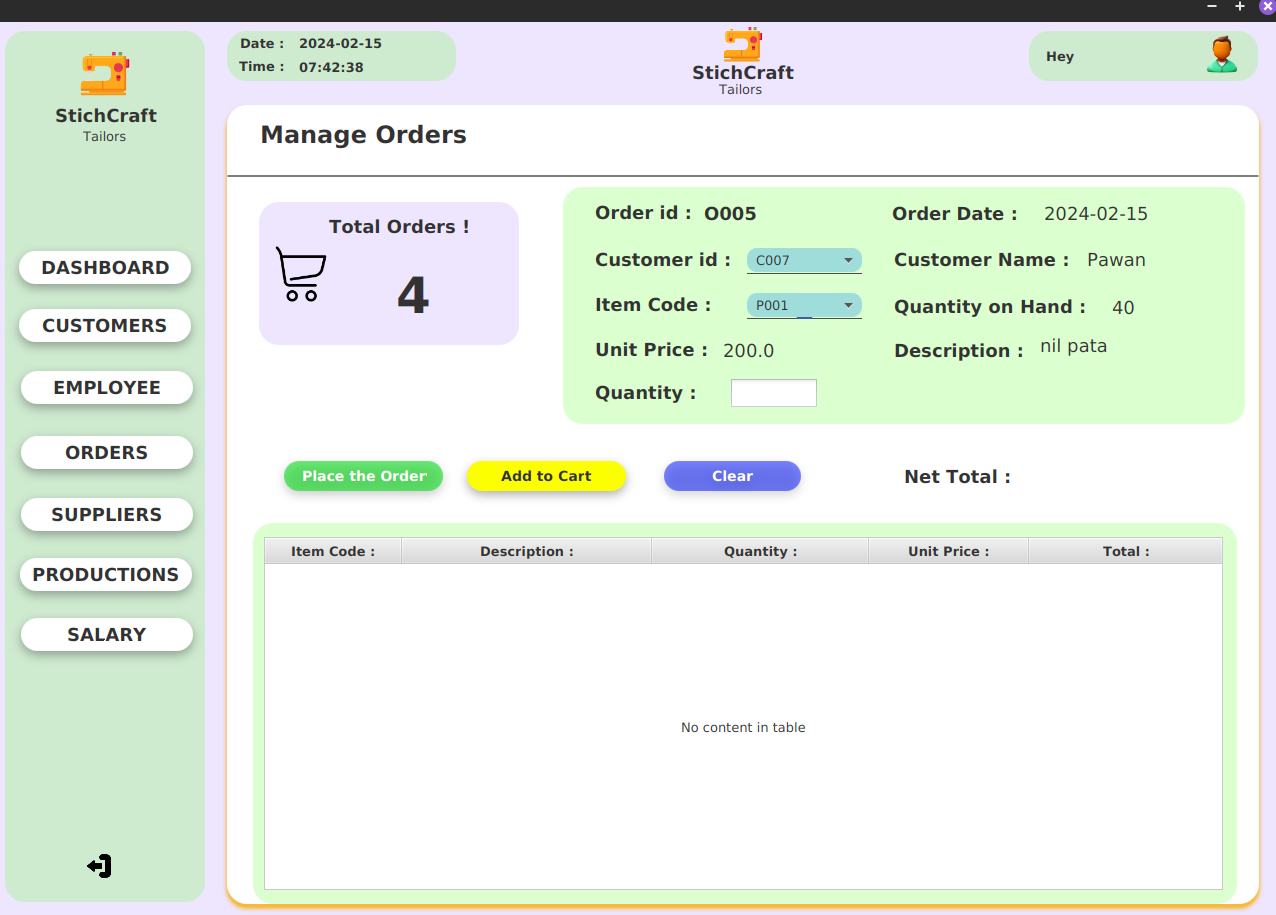 StichCraft
Tailors
DASHBOARD
CUSTOMERS
EMPLOYEE
ORDERS
SUPPLIERS
PRODUCTIONS
SALARY
Date : 2024-02-15
Time : 07:42:38
StichCraft
Tailors
Hey
Manage Orders
Total Orders !
4
Order id : O005 Order Date : 2024-02-15
Customer id : C007 Customer Name : Pawan
Item Code : P001 Quantity on Hand : 40
Unit Price : 200.0 Description : nil pata
Quantity :
Place the Order Add to Cart Clear Net Total :
Item Code : Description : Quantity : Unit Price : Total :
No content in table